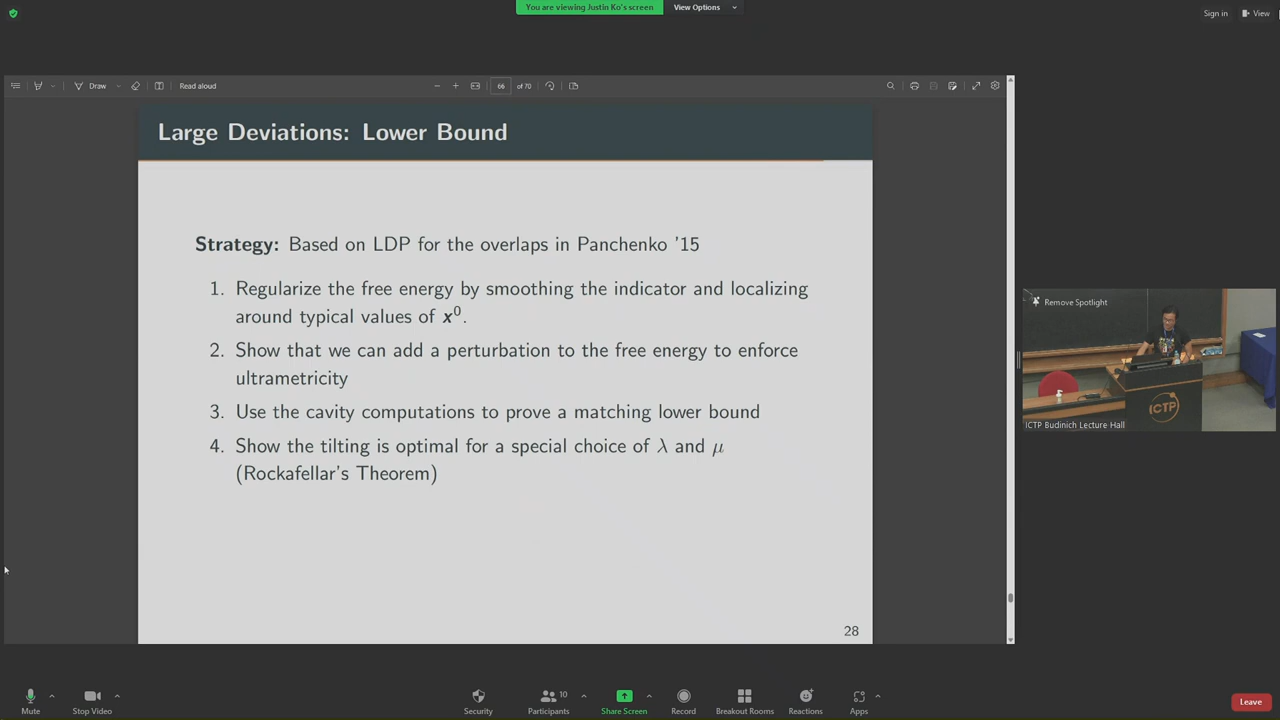 You are viewing Justin Ko's screen
View Options
Sign in
View
Draw
Read aloud
66
of 70
Large Deviations: Lower Bound
Strategy: Based on LDP for the overlaps in Panchenko '15
1. Regularize the free energy by smoothing the indicator and localizing
around typical values of x⁰.
2. Show that we can add a perturbation to the free energy to enforce
ultrametricity
3. Use the cavity computations to prove a matching lower bound
4. Show the tilting is optimal for a special choice of λ and μ
(Rockafellar's Theorem)
28
Remove Spotlight
ICTP
ICTP Budinich Lecture Hall
Mute
Stop Video
Security
Participants
10
Share Screen
Record
Breakout Rooms
Reactions
Apps
Leave